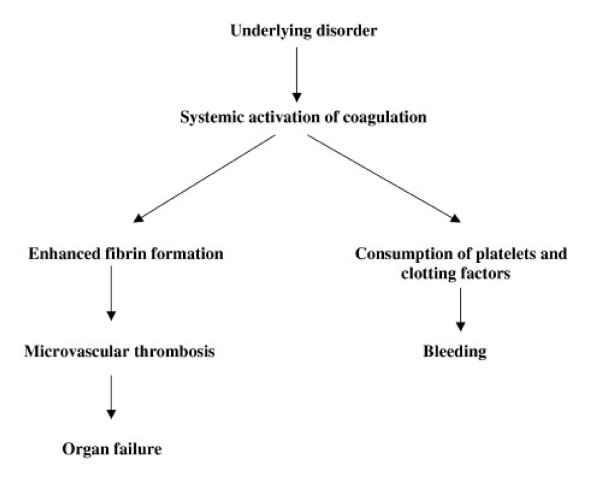 Underlying disorder
Systemic activation of coagulation
Enhanced fibrin formation
Consumption of platelets and
clotting factors
Microvascular thrombosis
Bleeding
Organ failure